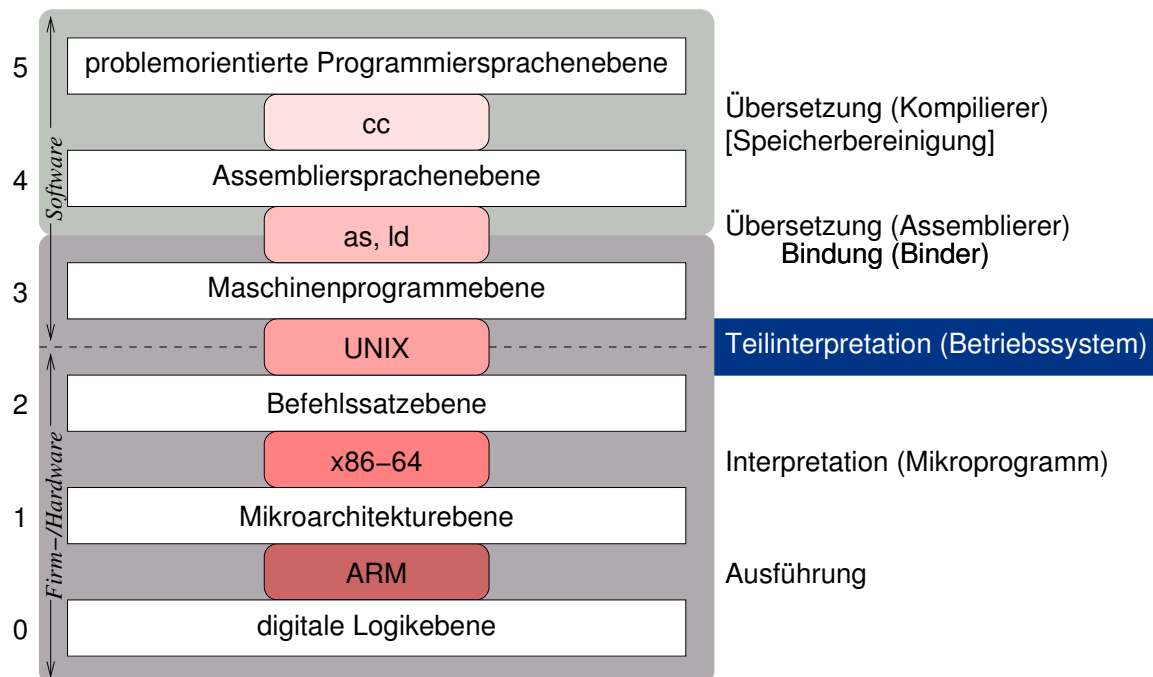 5
problemorientierte Programmiersprachenebene
cc
Übersetzung (Kompilierer)
[Speicherbereinigung]
Software
4
Assembliersprachenebene
as, ld
Übersetzung (Assemblierer)
Bindung (Binder)
3
Maschinenprogrammebene
UNIX
Teilinterpretation (Betriebssystem)
2
Befehlssatzebene
x86−64
Interpretation (Mikroprogramm)
Firm−/Hardware
1
Mikroarchitekturebene
ARM
Ausführung
0
digitale Logikebene